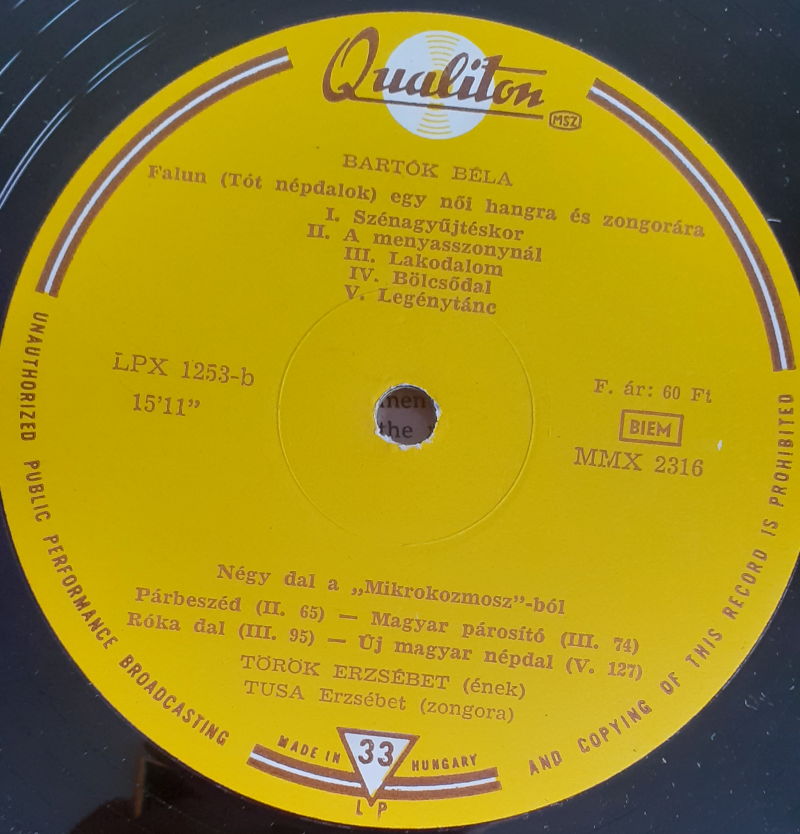 Qualiton
MSZ
BARTÓK BÉLA
Falun (Tót népdalok) egy női hangra és zongorára
I. Szénagyűjtéskor
II. A menyasszonynál
III. Lakodalom
IV. Bölcsődal
V. Legénytánc
LPX 1253-b
15'11”
F. ár: 60 Ft
BIEM
MMX 2316
men
the
Négy dal a „Mikrokozmosz”-ból
Párbeszéd (II. 65) — Magyar párosító (III. 74)
Róka dal (III. 95) — Új magyar népdal (V. 127)
TÖRÖK ERZSÉBET (ének)
TUSA Erzsébet (zongora)
MADE IN 33 HUNGARY
LP
UNAUTHORIZED PUBLIC PERFORMANCE BROADCASTING AND COPYING OF THIS RECORD IS PROHIBITED